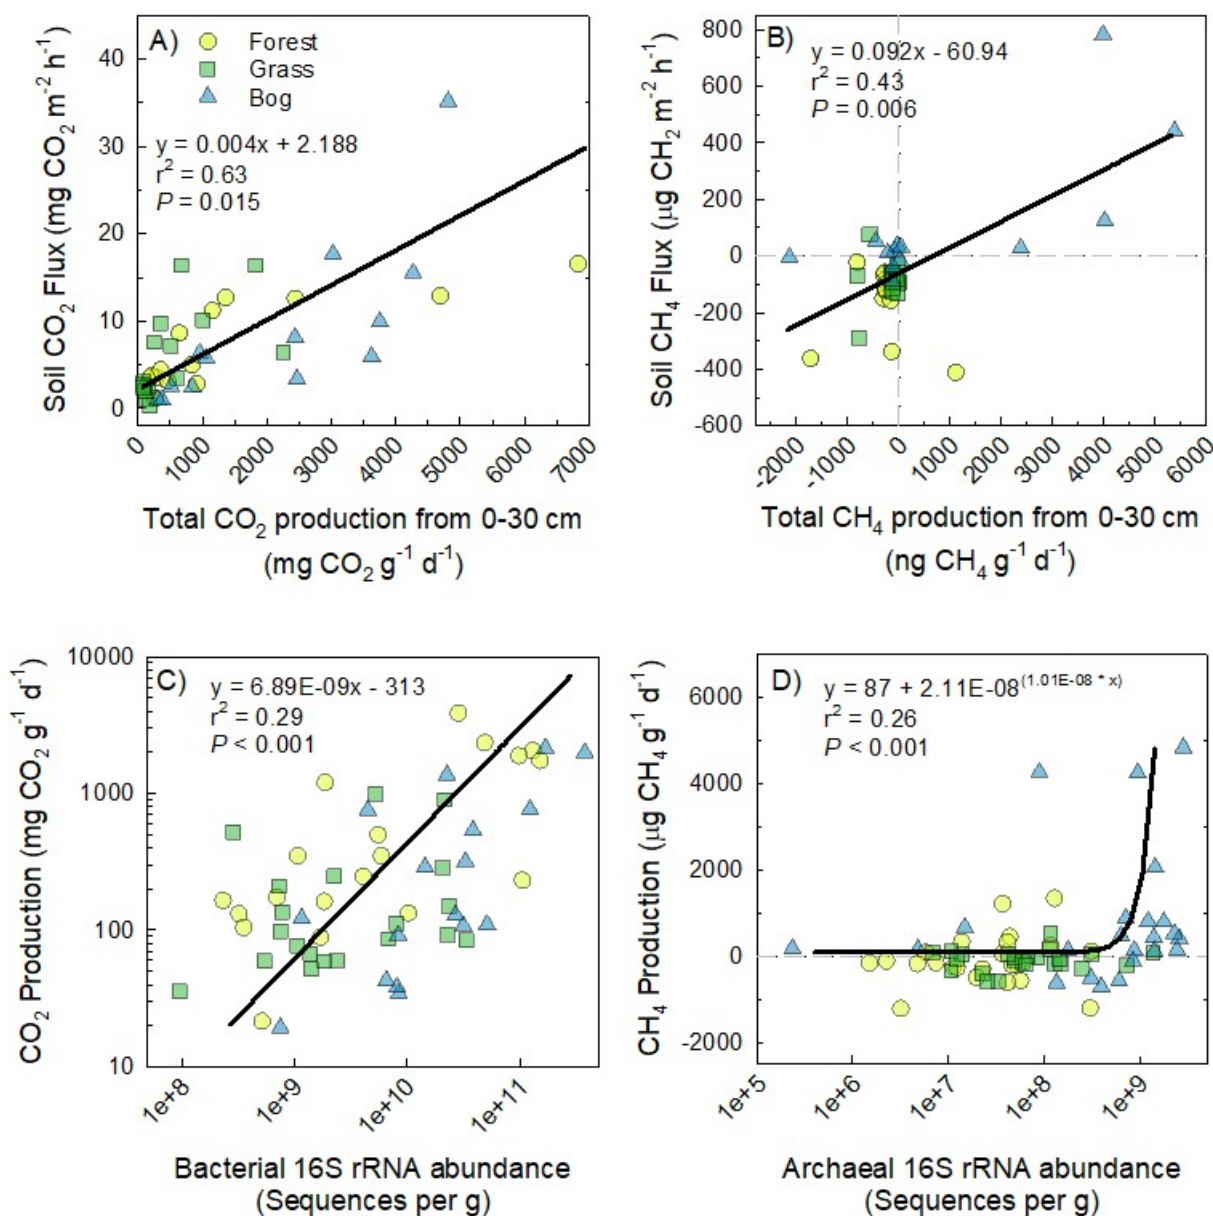 A)
Forest
Grass
Bog
y = 0.004x + 2.188
r² = 0.63
P = 0.015
40
30
20
10
0
Soil CO₂ Flux (mg CO₂ m⁻² h⁻¹)
0
1000
2000
3000
4000
5000
6000
7000
Total CO₂ production from 0-30 cm
(mg CO₂ g⁻¹ d⁻¹)
B)
y = 0.092x - 60.94
r² = 0.43
P = 0.006
800
600
400
200
0
-200
-400
-600
Soil CH₄ Flux (µg CH₂ m⁻² h⁻¹)
-2000
-1000
0
1000
2000
3000
4000
5000
6000
Total CH₄ production from 0-30 cm
(ng CH₄ g⁻¹ d⁻¹)
C)
y = 6.89E-09x - 313
r² = 0.29
P < 0.001
10000
1000
100
10
CO₂ Production (mg CO₂ g⁻¹ d⁻¹)
1e+8
1e+9
1e+10
1e+11
Bacterial 16S rRNA abundance
(Sequences per g)
D)
y = 87 + 2.11E-08^(1.01E-08 * x)
r² = 0.26
P < 0.001
6000
4000
2000
0
-2000
CH₄ Production (µg CH₄ g⁻¹ d⁻¹)
1e+5
1e+6
1e+7
1e+8
1e+9
Archaeal 16S rRNA abundance
(Sequences per g)